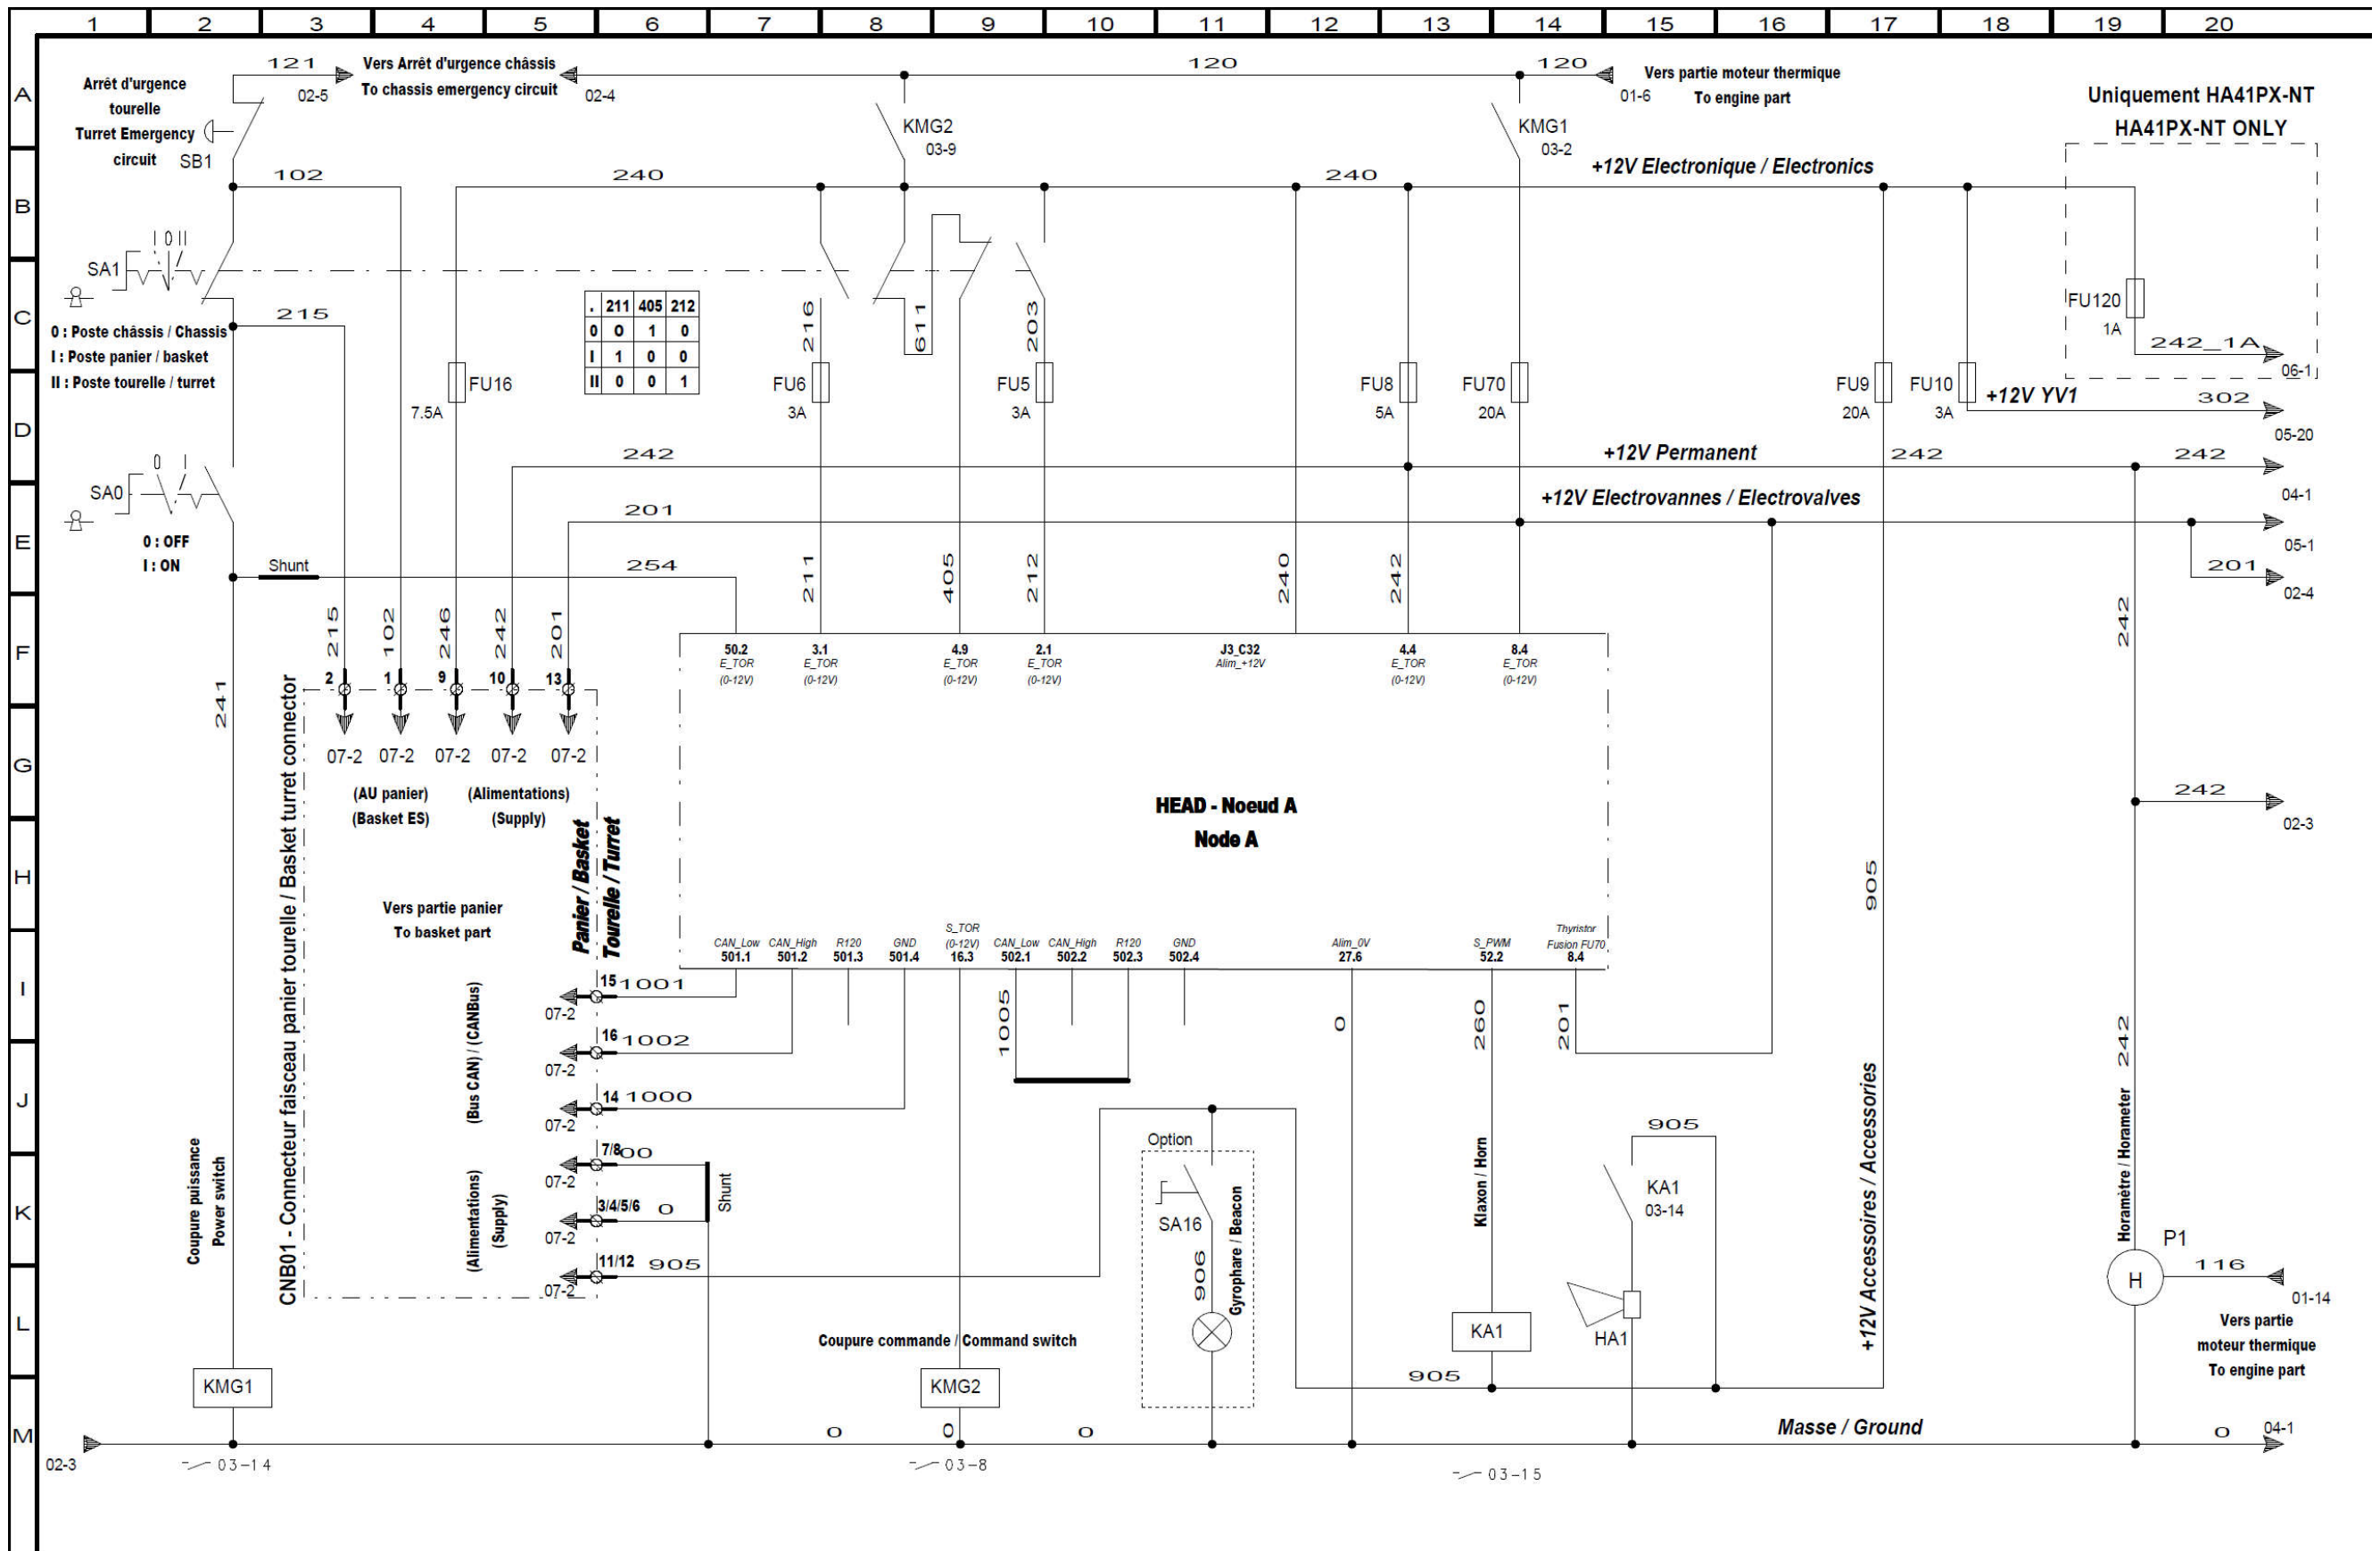 1 2 3 4 5 6 7 8 9 10 11 12 13 14 15 16 17 18 19 20
A
B
C
D
E
F
G
H
I
J
K
L
M
121
Vers Arrêt d'urgence châssis
To chassis emergency circuit
02-5
02-4
120
120
Vers partie moteur thermique
To engine part
01-6
Arrêt d'urgence
tourelle
Turret Emergency
circuit
SB1
KMG2
03-9
KMG1
03-2
Uniquement HA41PX-NT
HA41PX-NT ONLY
102
240
240
+12V Electronique / Electronics
I 0 II
SA1
0 : Poste châssis / Chassis
I : Poste panier / basket
II : Poste tourelle / turret
215
. 211 405 212
0 O 1 0
I 1 0 0
II 0 0 1
216
611
203
FU120
1A
242_1A
06-1
FU16
7.5A
FU6
3A
FU5
3A
FU8
5A
FU70
20A
FU9
20A
FU10
3A
+12V YV1
302
05-20
242
+12V Permanent
242
242
04-1
0 I
SA0
0 : OFF
I : ON
201
+12V Electrovannes / Electrovalves
05-1
201
02-4
Shunt
254
211
405
212
240
242
242
215
102
246
242
201
241
2
1
9
10
13
50.2
E_TOR
(0-12V)
3.1
E_TOR
(0-12V)
4.9
E_TOR
(0-12V)
2.1
E_TOR
(0-12V)
J3_C32
Alim_+12V
4.4
E_TOR
(0-12V)
8.4
E_TOR
(0-12V)
07-2
07-2
07-2
07-2
07-2
(AU panier)
(Basket ES)
(Alimentations)
(Supply)
HEAD - Noeud A
Node A
242
02-3
CNB01 - Connecteur faisceau panier tourelle / Basket turret connector
Panier / Basket
Tourelle / Turret
Vers partie panier
To basket part
905
CAN_Low
501.1
CAN_High
501.2
R120
501.3
GND
501.4
S_TOR
(0-12V)
16.3
CAN_Low
502.1
CAN_High
502.2
R120
502.3
GND
502.4
Alim_0V
27.6
S_PWM
52.2
Thyristor
Fusion FU70
8.4
(Bus CAN) / (CANBus)
15
1001
07-2
16
1002
07-2
14
1000
07-2
7/8
00
07-2
3/4/5/6
0
07-2
11/12
905
07-2
(Alimentations)
(Supply)
Shunt
1005
0
260
201
242
Coupure puissance
Power switch
Option
SA16
906
Gyrophare / Beacon
Klaxon / Horn
905
KA1
03-14
HA1
KA1
+12V Accessoires / Accessories
Horamètre / Horameter
P1
H
116
01-14
Vers partie
moteur thermique
To engine part
Coupure commande / Command switch
KMG1
KMG2
905
0
0
0
Masse / Ground
0
04-1
02-3
03-14
03-8
03-15